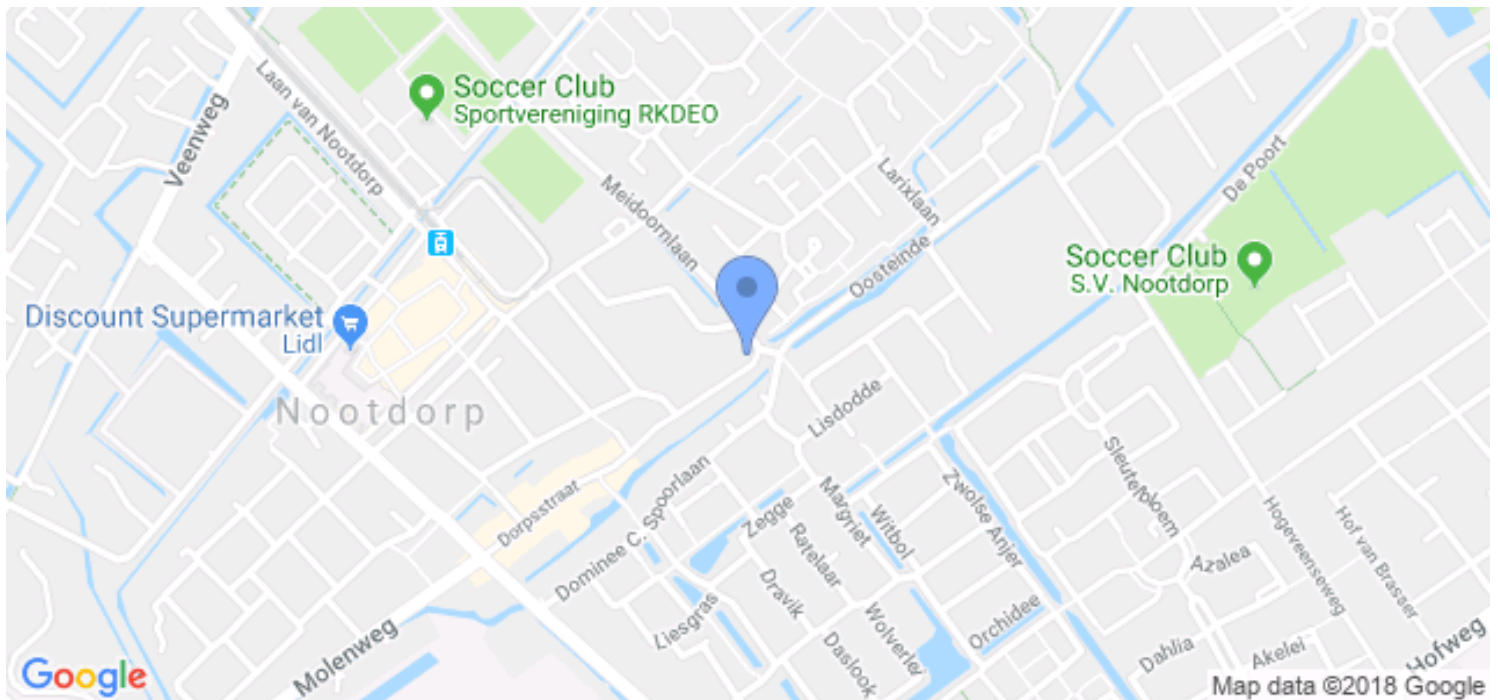 Laan van Nootdorp
Veenweg
Soccer Club
Sportvereniging RKDEO
Meidoornlaan
Larixlaan
Oosteinde
De Poort
Soccer Club
S.V. Nootdorp
Discount Supermarket
Lidl
Nootdorp
Lisdodde
Dorpsstraat
Dominee C. Spoorlaan
Zegge
Margriet
Witbol
Zwolse Anjer
Sleutelbloem
Hogeveenseweg
Hof van Brasser
Ratelaar
Dravik
Liesgras
Daslook
Wolverlei
Orchidee
Azalea
Dahlia
Akelei
Hofweg
Molenweg
Google
Map data ©2018 Google